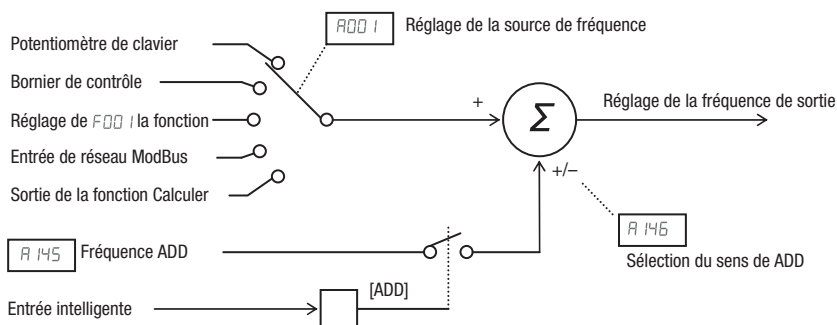 A001 Réglage de la source de fréquence
Potentiomètre de clavier
Bornier de contrôle
Réglage de F001 la fonction
Entrée de réseau ModBus
Sortie de la fonction Calculer
+
Σ
Réglage de la fréquence de sortie
+/–
A145 Fréquence ADD
A146
Sélection du sens de ADD
[ADD]
Entrée intelligente